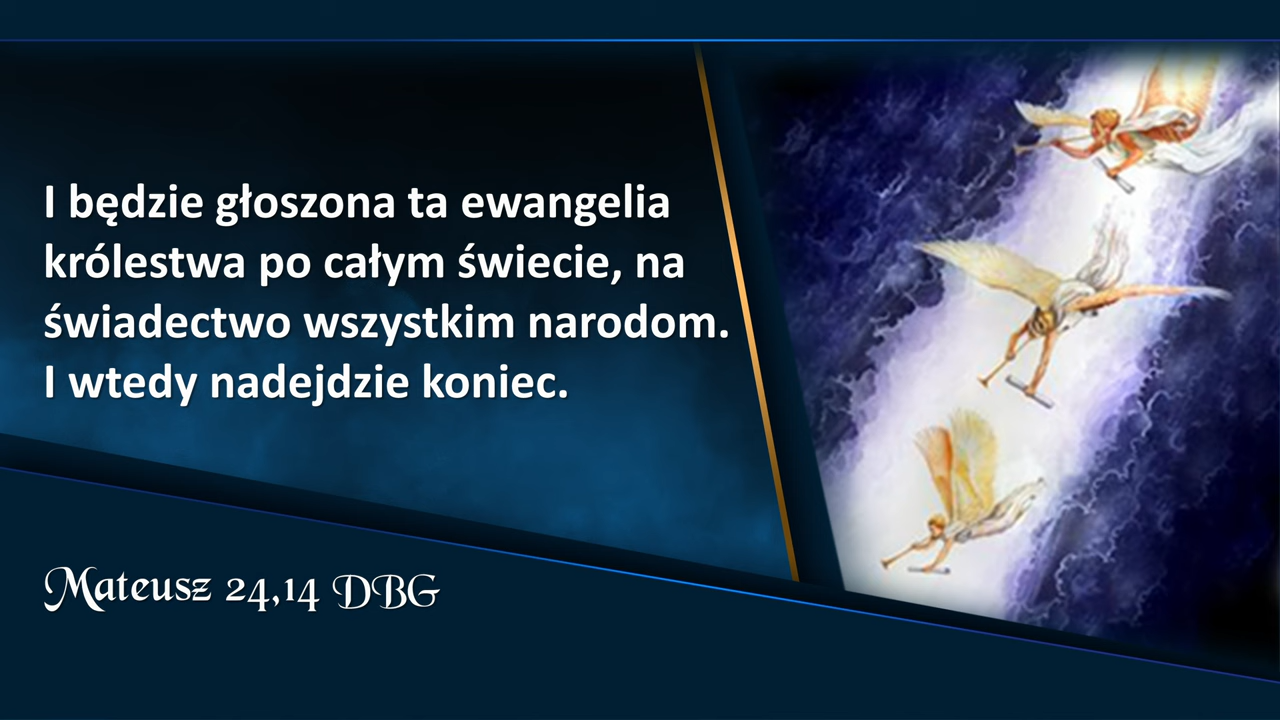 I będzie głoszona ta ewangelia
królestwa po całym świecie, na
świadectwo wszystkim narodom.
I wtedy nadejdzie koniec.
Mateusz 24,14 DBG